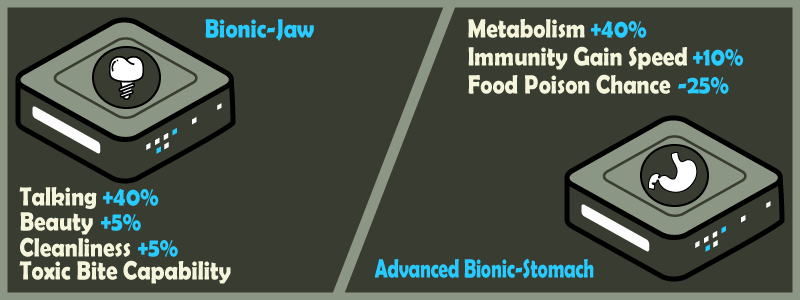 Bionic-Jaw
Talking +40%
Beauty +5%
Cleanliness +5%
Toxic Bite Capability
Metabolism +40%
Immunity Gain Speed +10%
Food Poison Chance -25%
Advanced Bionic-Stomach